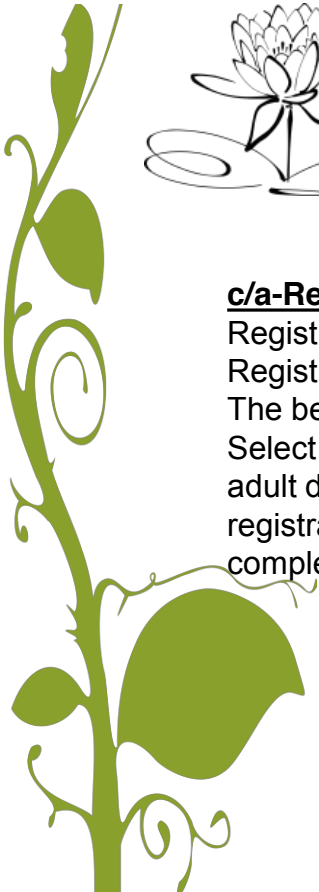 c/a-Re
Regist
Regist
The be
Select
adult d
registra
comple